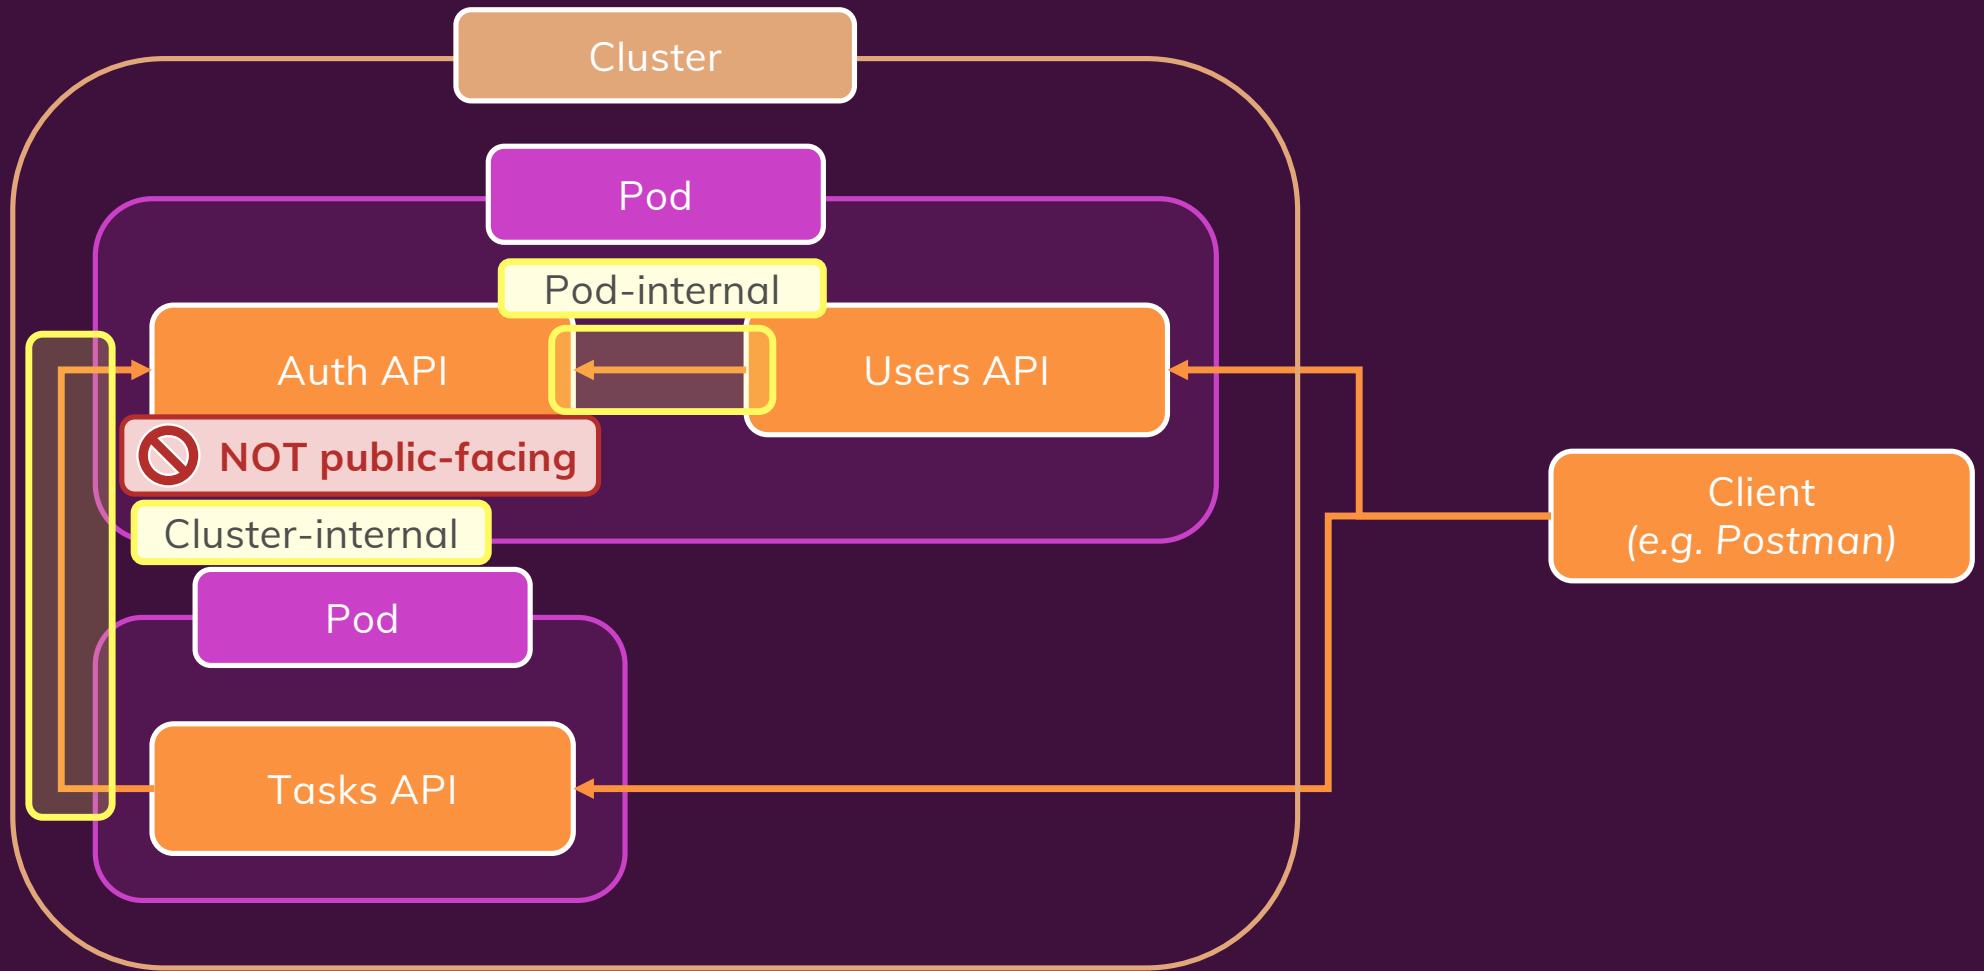 Cluster
Pod
Pod-internal
Auth API
Users API
NOT public-facing
Cluster-internal
Client
(e.g. Postman)
Pod
Tasks API